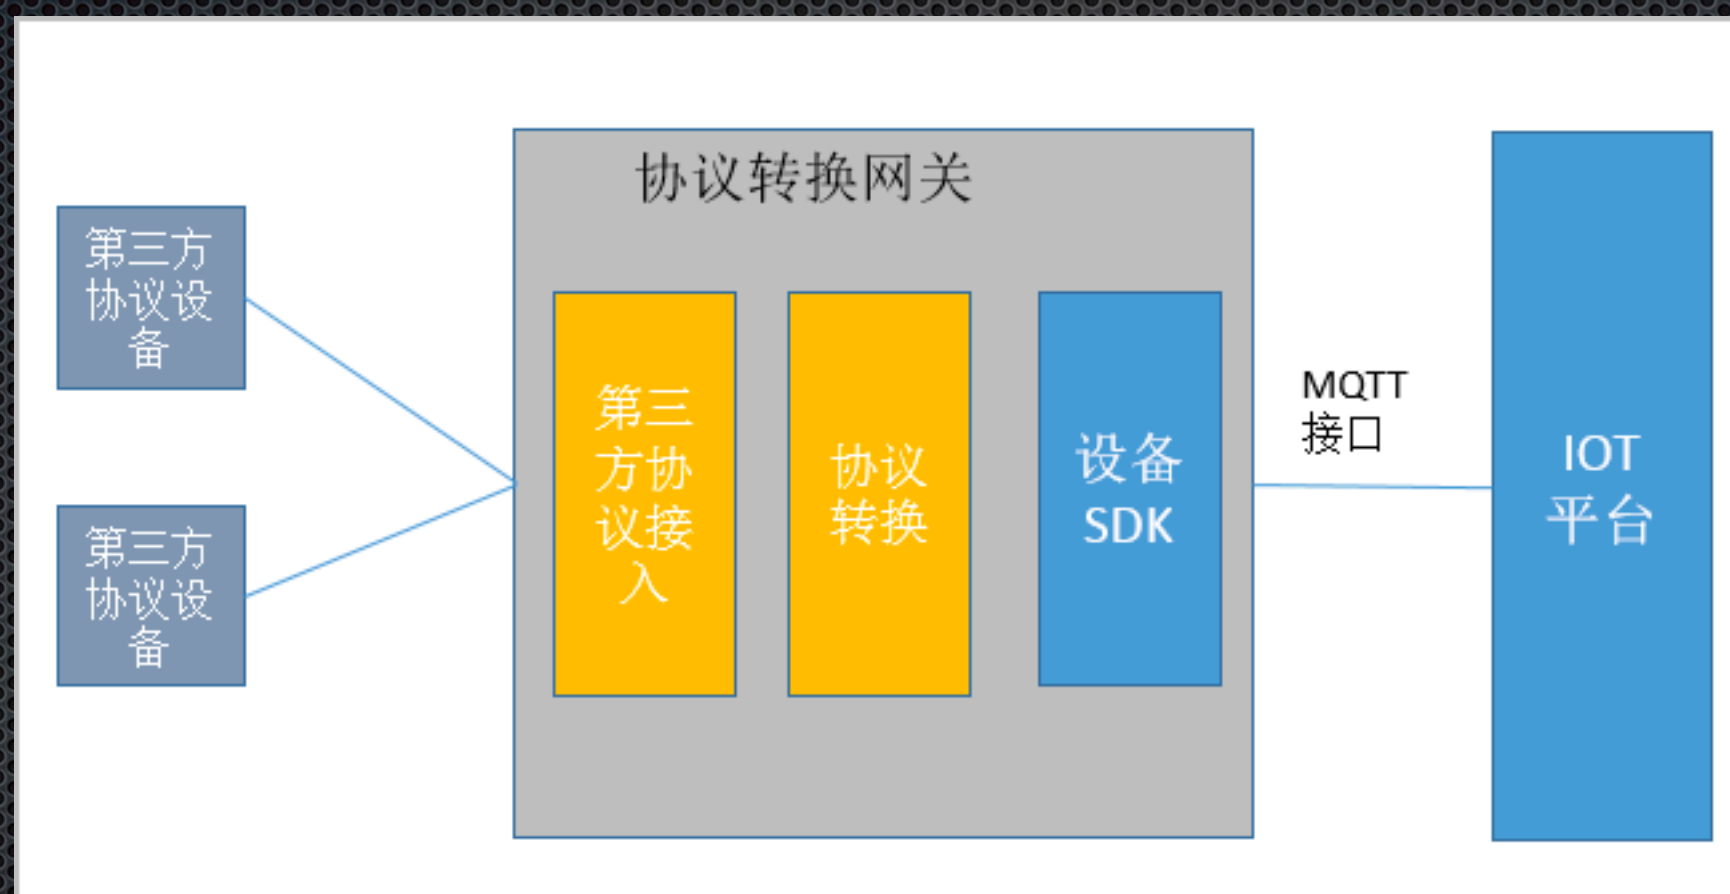 协议转换网关
第三方
协议设
备
第三方
协议设
备
第三
方协
议接
入
协议
转换
设备
SDK
MQTT
接口
IOT
平台